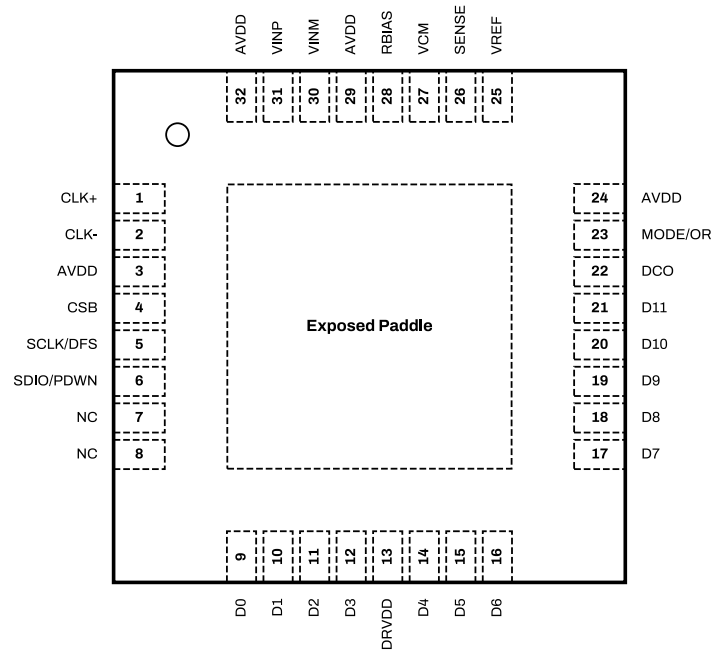 AVDD VINP VINM AVDD RBIAS VCM SENSE VREF
32 31 30 29 28 27 26 25
CLK+ 1 24 AVDD
CLK- 2 23 MODE/OR
AVDD 3 22 DCO
CSB 4 21 D11
SCLK/DFS 5 20 D10
SDIO/PDWN 6 19 D9
NC 7 18 D8
NC 8 17 D7
Exposed Paddle
9 10 11 12 13 14 15 16
D0 D1 D2 D3 DRVDD D4 D5 D6